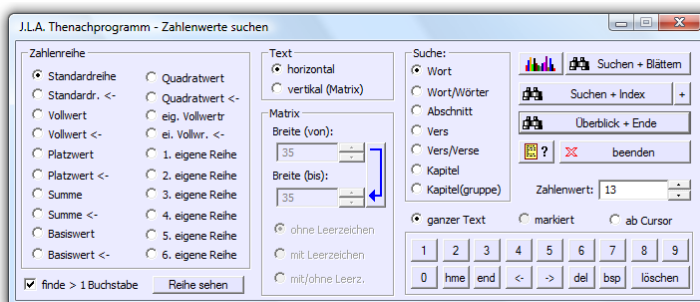 J.L.A. Thenachprogramm - Zahlenwerte suchen
Zahlenreihe
Standardreihe
Standardr. <-
Vollwert
Vollwert <-
Platzwert
Platzwert <-
Summe
Summe <-
Basiswert
Basiswert <-
Quadratwert
Quadratwert <-
eig. Vollwertr
ei. Vollwr. <-
1. eigene Reihe
2. eigene Reihe
3. eigene Reihe
4. eigene Reihe
5. eigene Reihe
6. eigene Reihe
finde > 1 Buchstabe
Reihe sehen
Text
horizontal
vertikal (Matrix)
Matrix
Breite (von):
35
Breite (bis):
35
ohne Leerzeichen
mit Leerzeichen
mit/ohne Leerz.
Suche:
Wort
Wort/Wörter
Abschnitt
Vers
Vers/Verse
Kapitel
Kapitel(gruppe)
Suchen + Blättern
Suchen + Index +
Überblick + Ende
? beenden
Zahlenwert: 13
ganzer Text markiert ab Cursor
1 2 3 4 5 6 7 8 9
0 hme end <- -> del bsp löschen